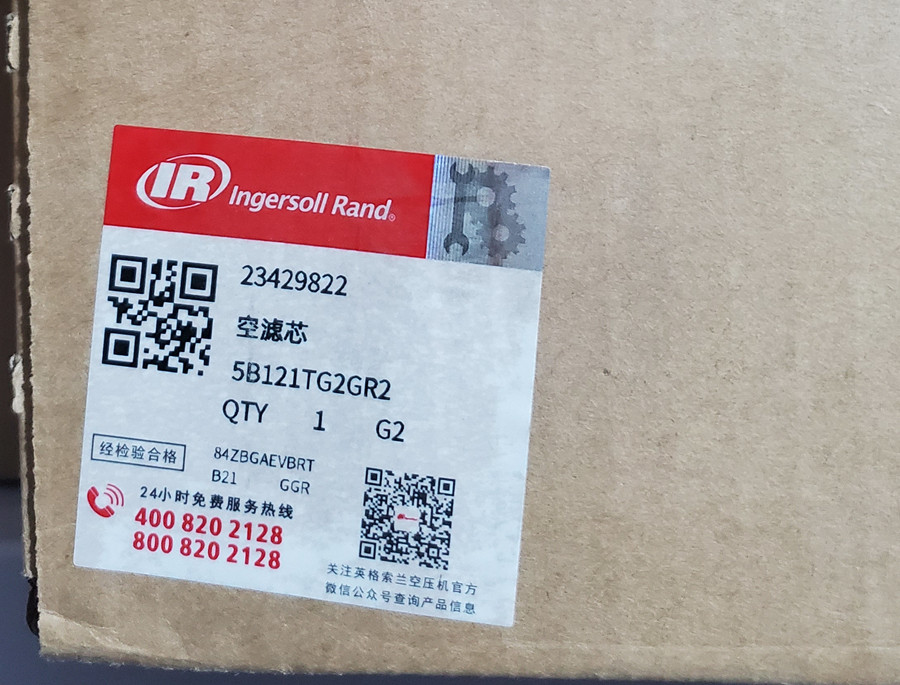 IR Ingersoll Rand®
23429822
空滤芯
5B121TG2GR2
QTY 1 G2
经检验合格
84ZBGAEVBRT
B21 GGR
24小时免费服务热线
400 820 2128
800 820 2128
关注英格索兰空压机官方
微信公众号查询产品信息